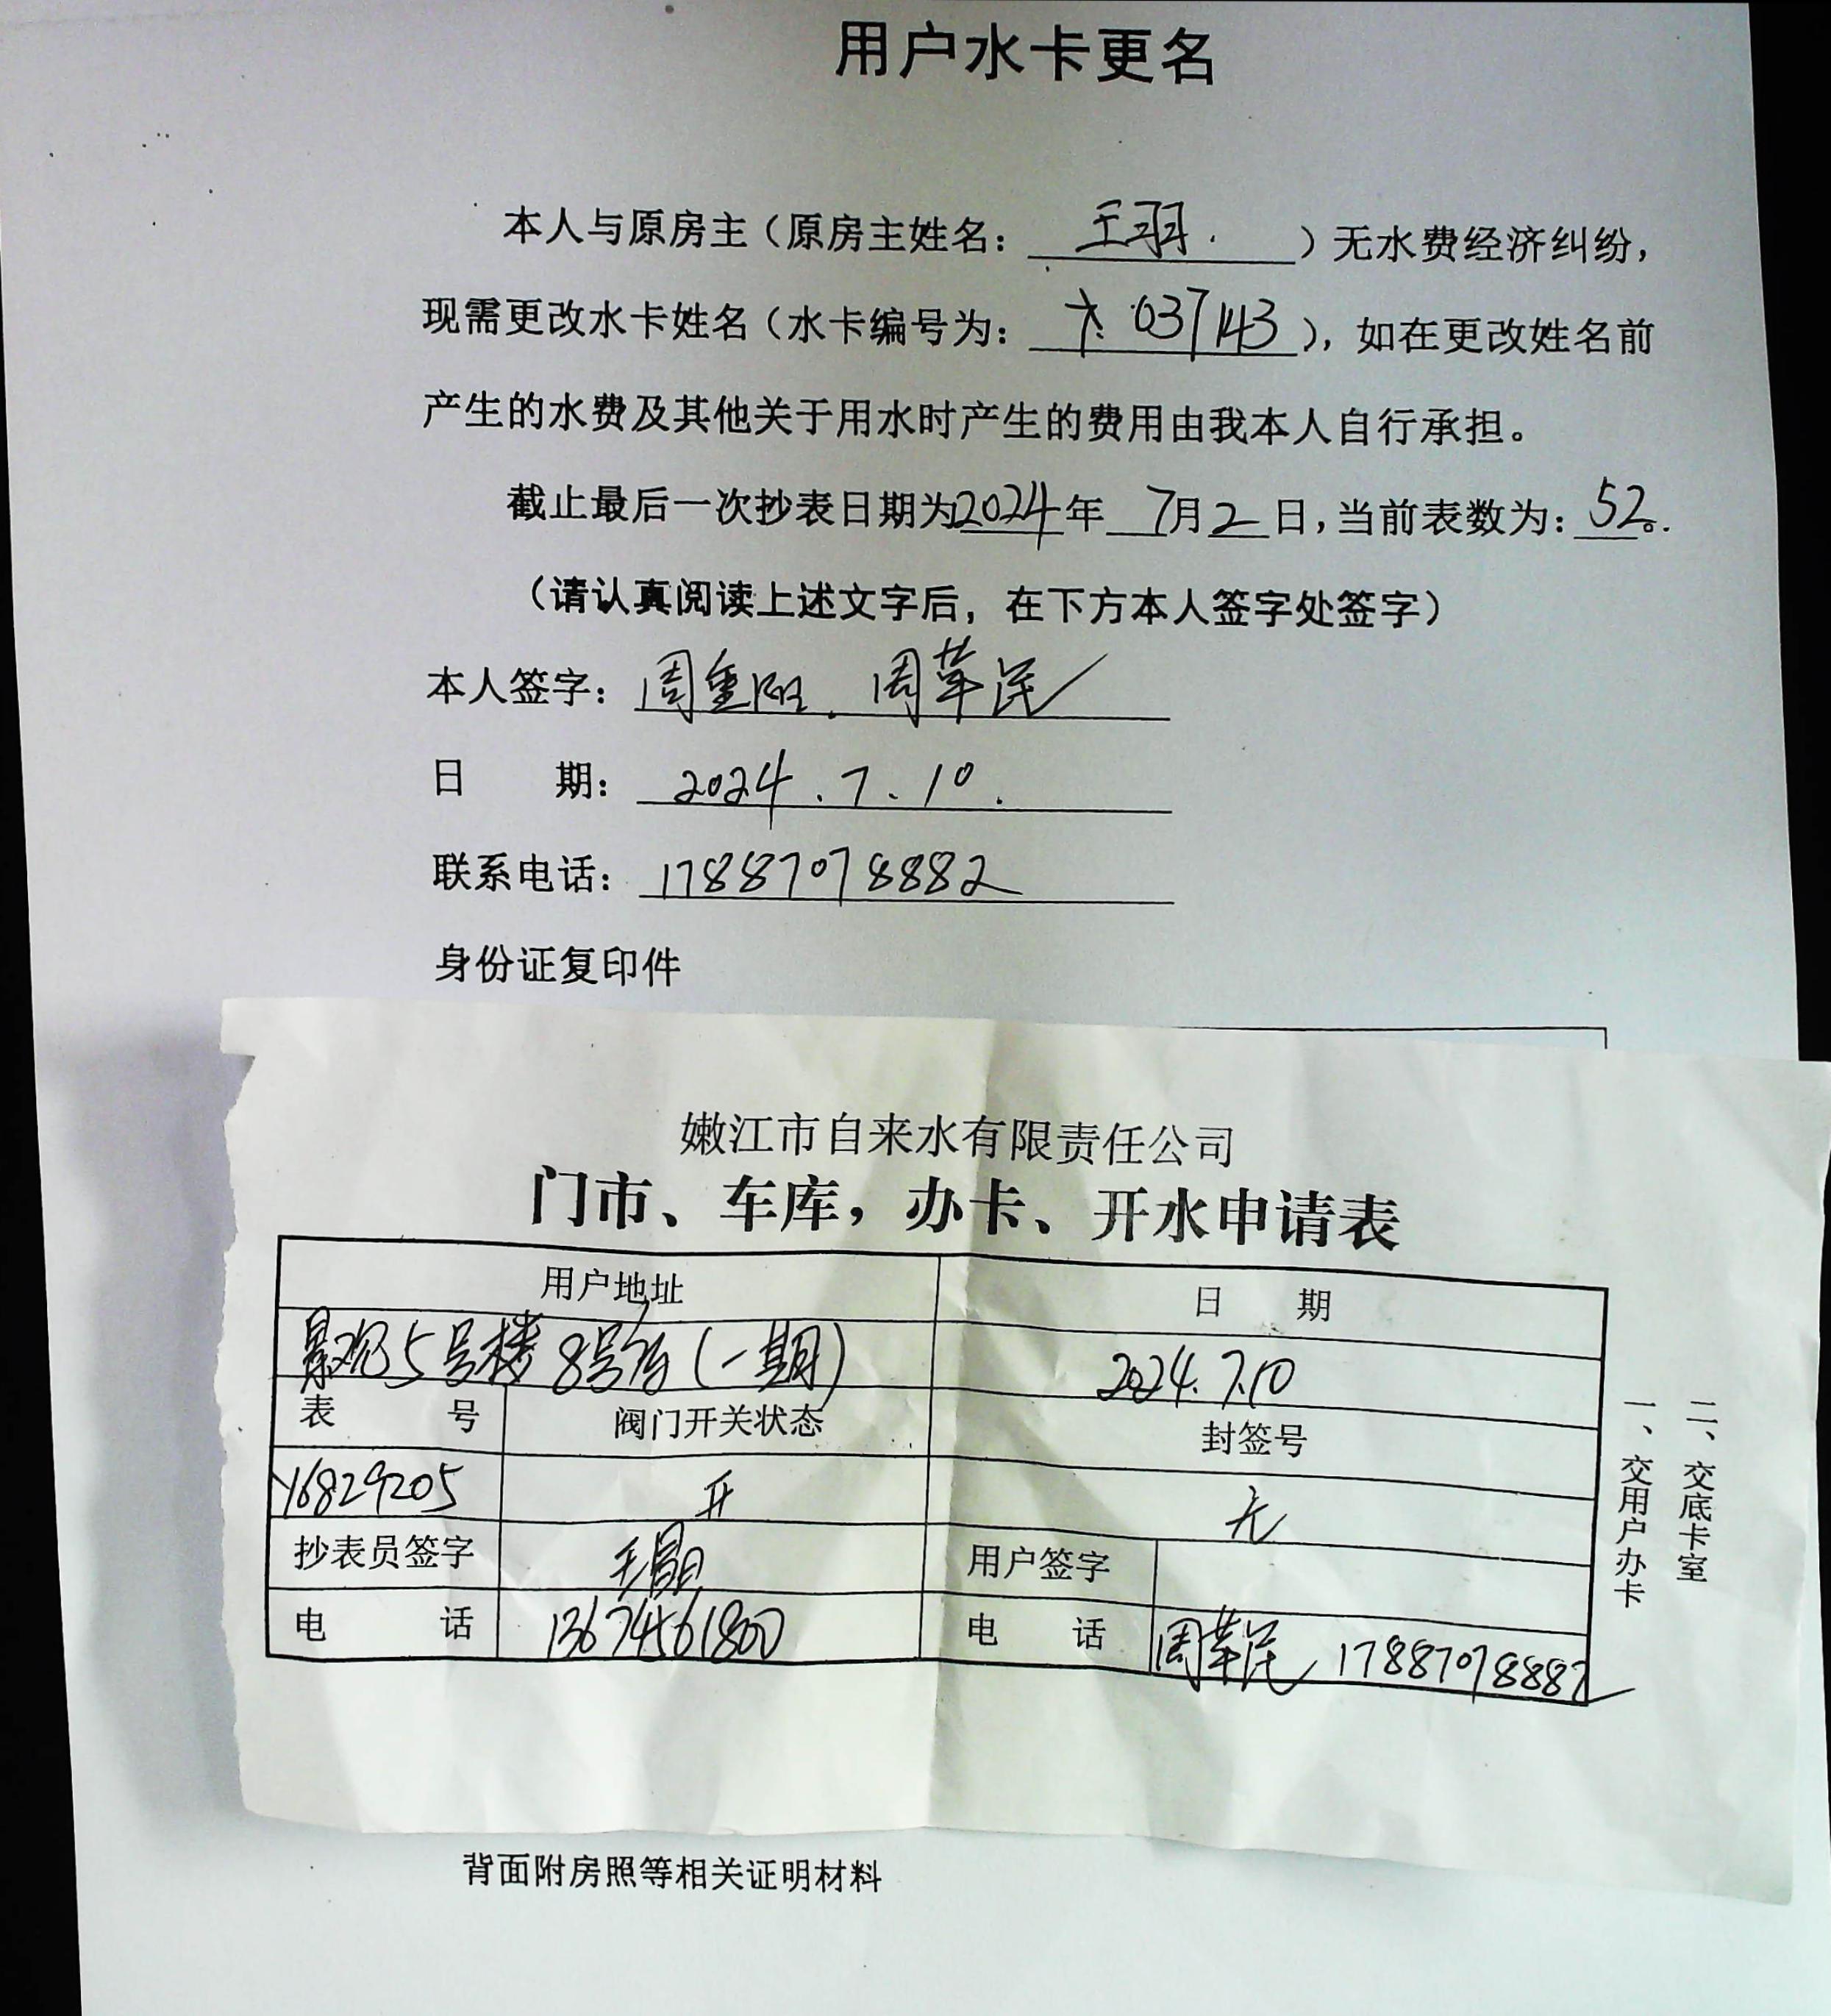 用户水卡更名
本人与原房主（原房主姓名：王羽.）无水费经济纠纷，
现需更改水卡姓名（水卡编号为：037143），如在更改姓名前
产生的水费及其他关于用水时产生的费用由我本人自行承担。
截止最后一次抄表日期为2024年7月2日，当前表数为：52。
（请认真阅读上述文字后，在下方本人签字处签字）
本人签字：周重阳.周革民
日期：2024.7.10.
联系电话：17887078882
身份证复印件
嫩江市自来水有限责任公司
门市、车库，办卡、开水申请表
用户地址 日期
景观5号楼8号（一期） 2024.7.10
表号 阀门开关状态 封签号
Y6829205 开 无
抄表员签字 王 用户签字
电话 13674561800 电话 周革民 17887078882
一、交用户办卡
二、交底卡室
背面附房照等相关证明材料